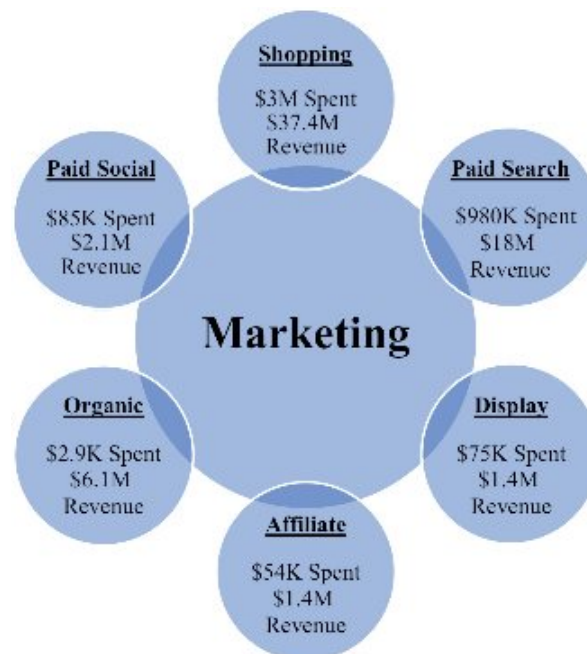 Shopping
$3M Spent
$37.4M
Revenue
Paid Social
$85K Spent
$2.1M
Revenue
Paid Search
$980K Spent
$18M
Revenue
Marketing
Organic
$2.9K Spent
$6.1M
Revenue
Display
$75K Spent
$1.4M
Revenue
Affiliate
$54K Spent
$1.4M
Revenue